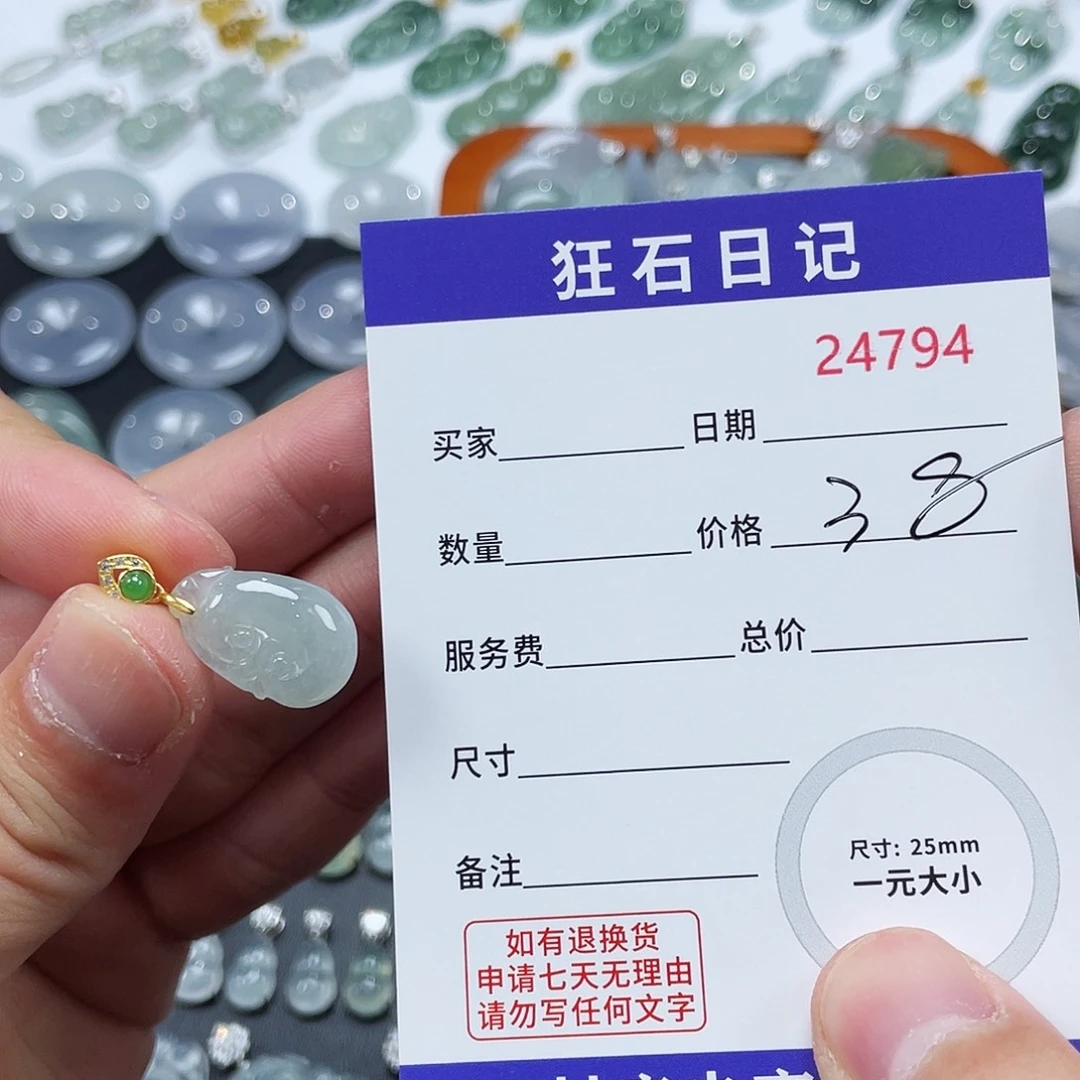 狂石日记
24794
买家 日期
数量 价格 38
服务费 总价
尺寸
备注
尺寸: 25mm
一元大小
如有退换货
申请七天无理由
请勿写任何文字